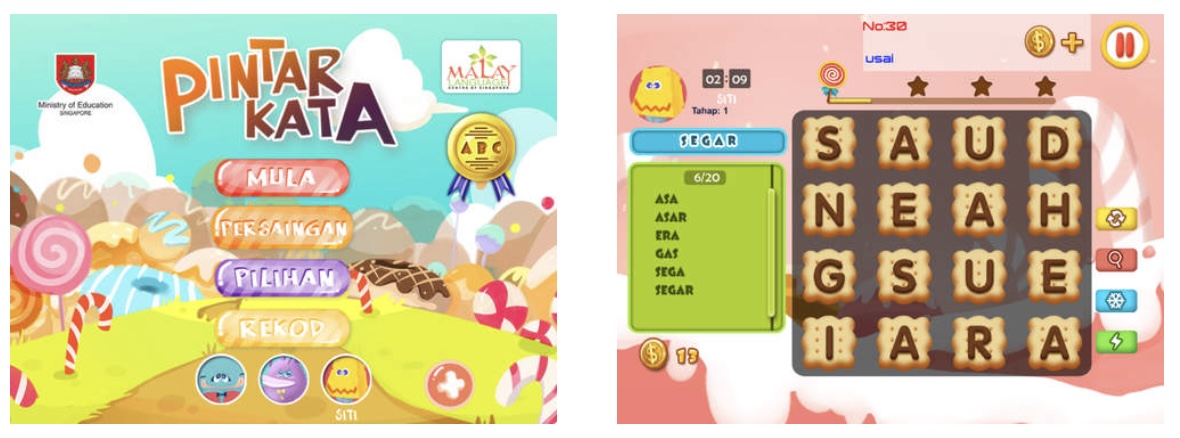 PINTAR
KATA
Ministry of Education
SINGAPORE
MALAY
LANGUAGE
CENTRE OF SINGAPORE
ABC
MULA
PERSAINGAN
PILIHAN
REKOD
SITI
No:30
usai
02:09
SITI
Tahap: 1
SEGAR
6/20
ASA
ASAR
ERA
GAS
SEGA
SEGAR
13
S A U D
N E A H
G S U E
I A R A